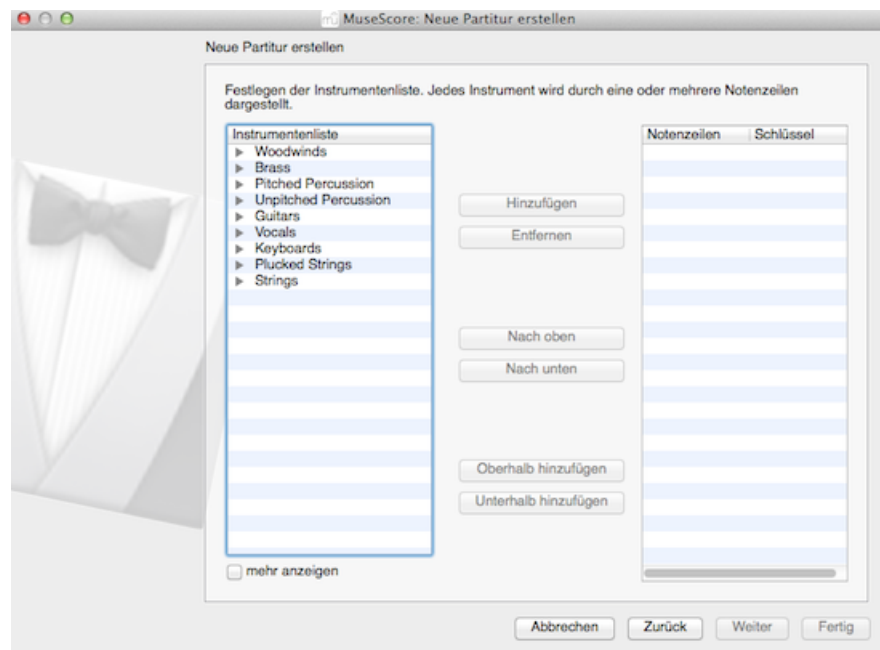 MuseScore: Neue Partitur erstellen
Neue Partitur erstellen
Festlegen der Instrumentenliste. Jedes Instrument wird durch eine oder mehrere Notenzeilen
dargestellt.
Instrumentenliste
Woodwinds
Brass
Pitched Percussion
Unpitched Percussion
Guitars
Vocals
Keyboards
Plucked Strings
Strings
mehr anzeigen
Hinzufügen
Entfernen
Nach oben
Nach unten
Oberhalb hinzufügen
Unterhalb hinzufügen
Notenzeilen Schlüssel
Abbrechen Zurück Weiter Fertig